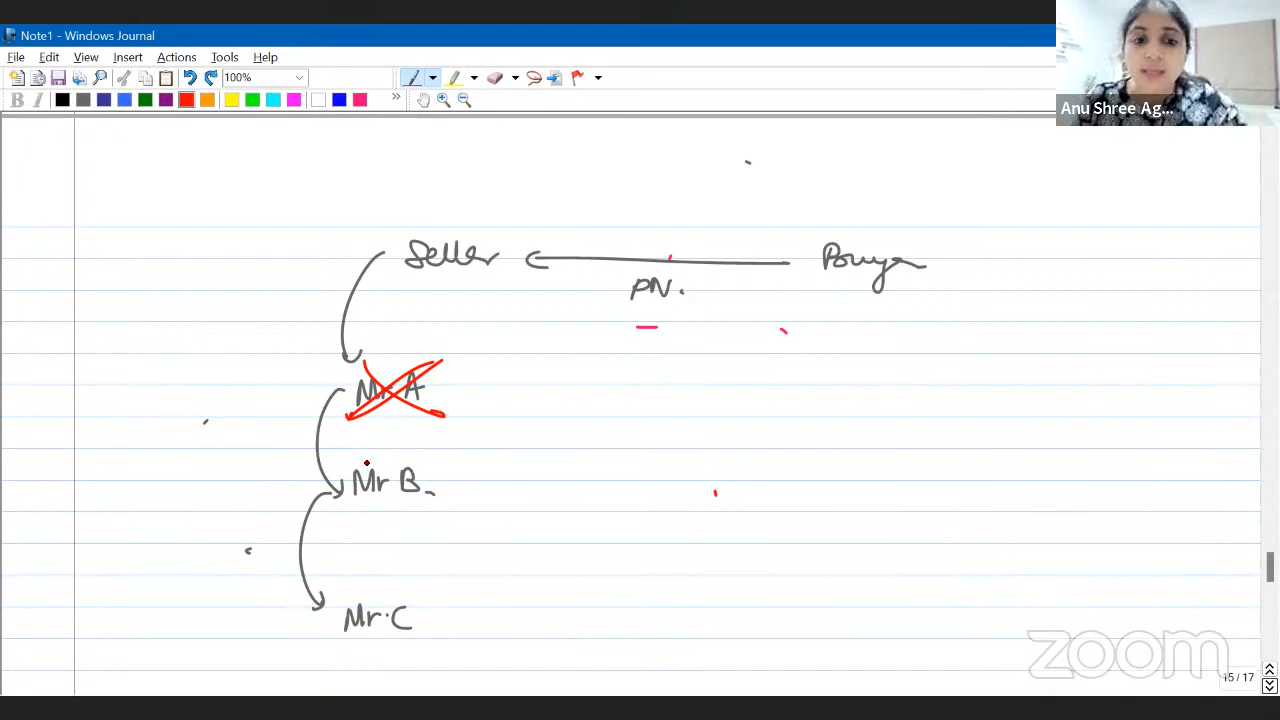 Note1 - Windows Journal
File Edit View Insert Actions Tools Help
100%
B I
Anu Shree Ag...
Seller
PN.
Mr A
Mr B
Mr. C
zoom
15 / 17